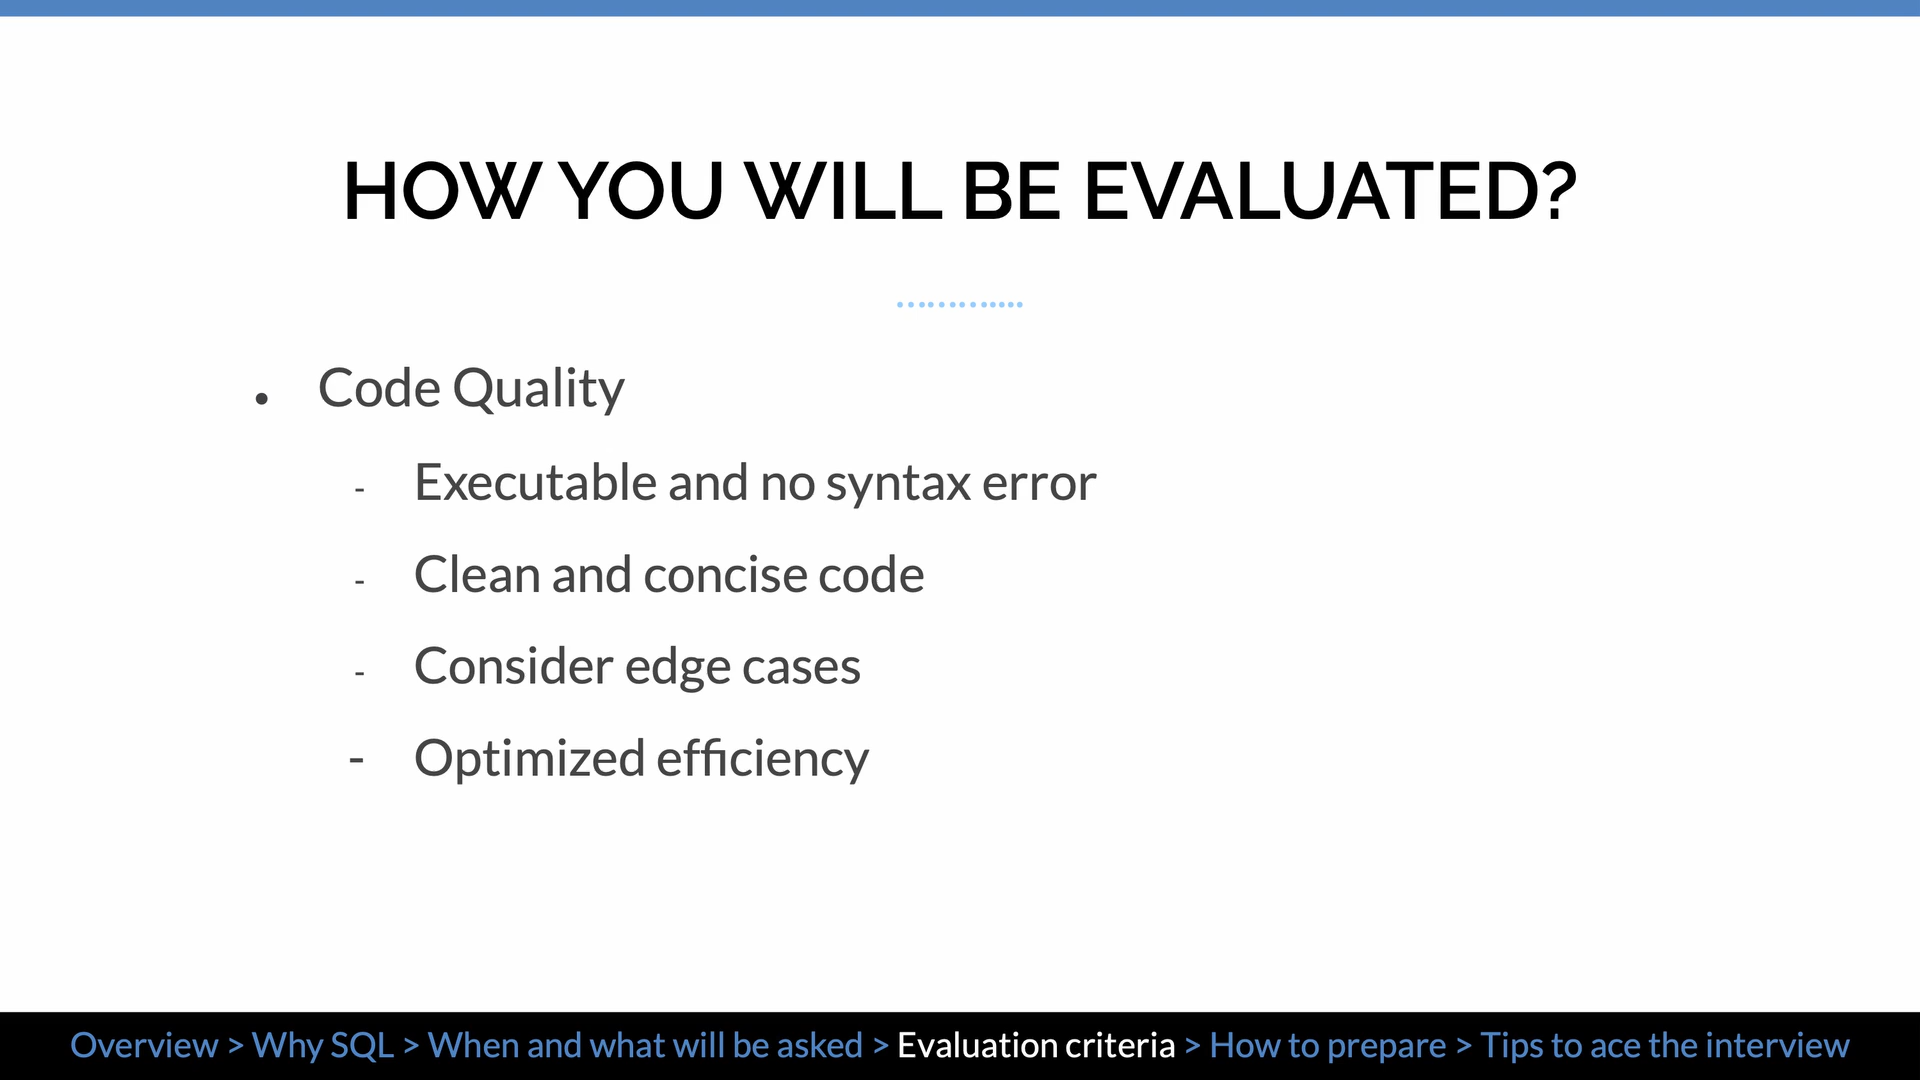 HOW YOU WILL BE EVALUATED?
• Code Quality
- Executable and no syntax error
- Clean and concise code
- Consider edge cases
- Optimized efficiency
Overview > Why SQL > When and what will be asked > Evaluation criteria > How to prepare > Tips to ace the interview